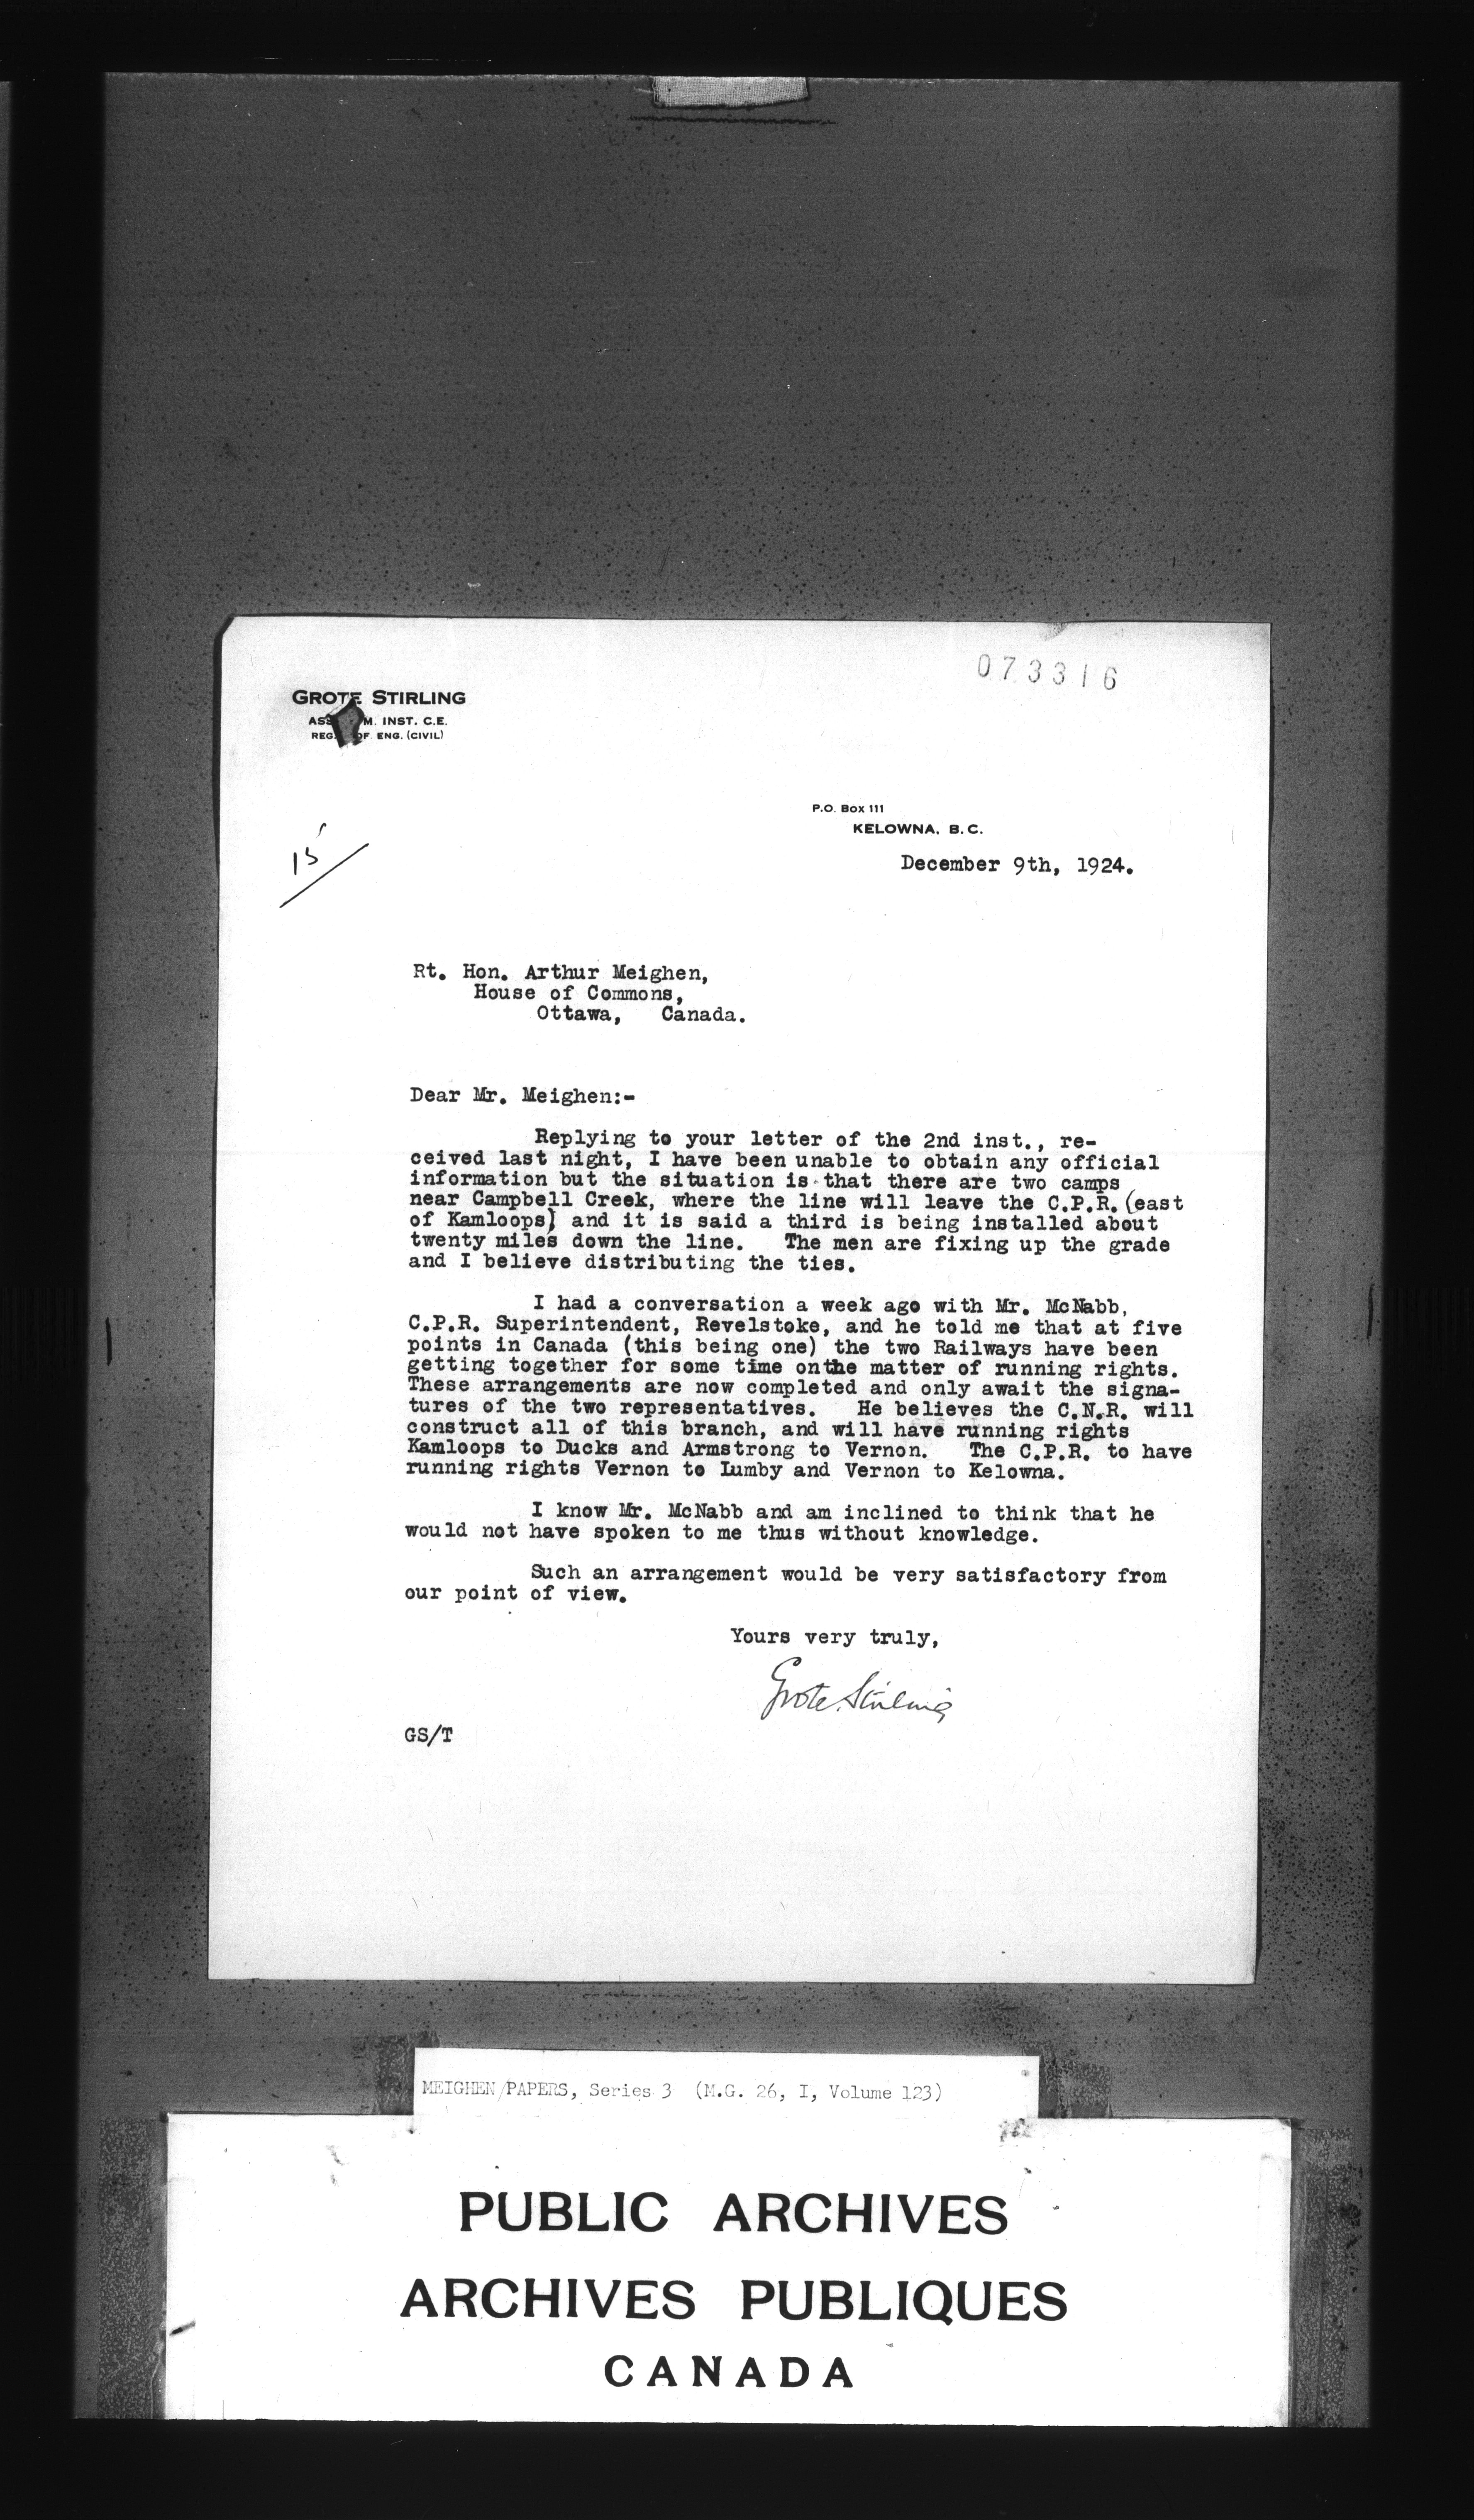 073316
GROTE STIRLING
M. INST. C.E.
REG. OF ENG. (CIVIL)
P.O. Box 111
KELOWNA, B.C.
15
December 9th, 1924.
Rt. Hon. Arthur Meighen,
House of Commons,
Ottawa, Canada.
Dear Mr. Meighen:-
Replying to your letter of the 2nd inst., re-
ceived last night, I have been unable to obtain any official
information but the situation is that there are two camps
near Campbell Creek, where the line will leave the C.P.R. (east
of Kamloops) and it is said a third is being installed about
twenty miles down the line. The men are fixing up the grade
and I believe distributing the ties.
I had a conversation a week ago with Mr. McNabb,
C.P.R. Superintendent, Revelstoke, and he told me that at five
points in Canada (this being one) the two Railways have been
getting together for some time onthe matter of running rights.
These arrangements are now completed and only await the signa-
tures of the two representatives. He believes the C.N.R. will
construct all of this branch, and will have running rights
Kamloops to Ducks and Armstrong to Vernon. The C.P.R. to have
running rights Vernon to Lumby and Vernon to Kelowna.
I know Mr. McNabb and am inclined to think that he
would not have spoken to me thus without knowledge.
Such an arrangement would be very satisfactory from
our point of view.
Yours very truly,
Grote Stirling
GS/T
MEIGHEN PAPERS, Series 3 (M.G. 26, I, Volume 123)
PUBLIC ARCHIVES
ARCHIVES PUBLIQUES
CANADA